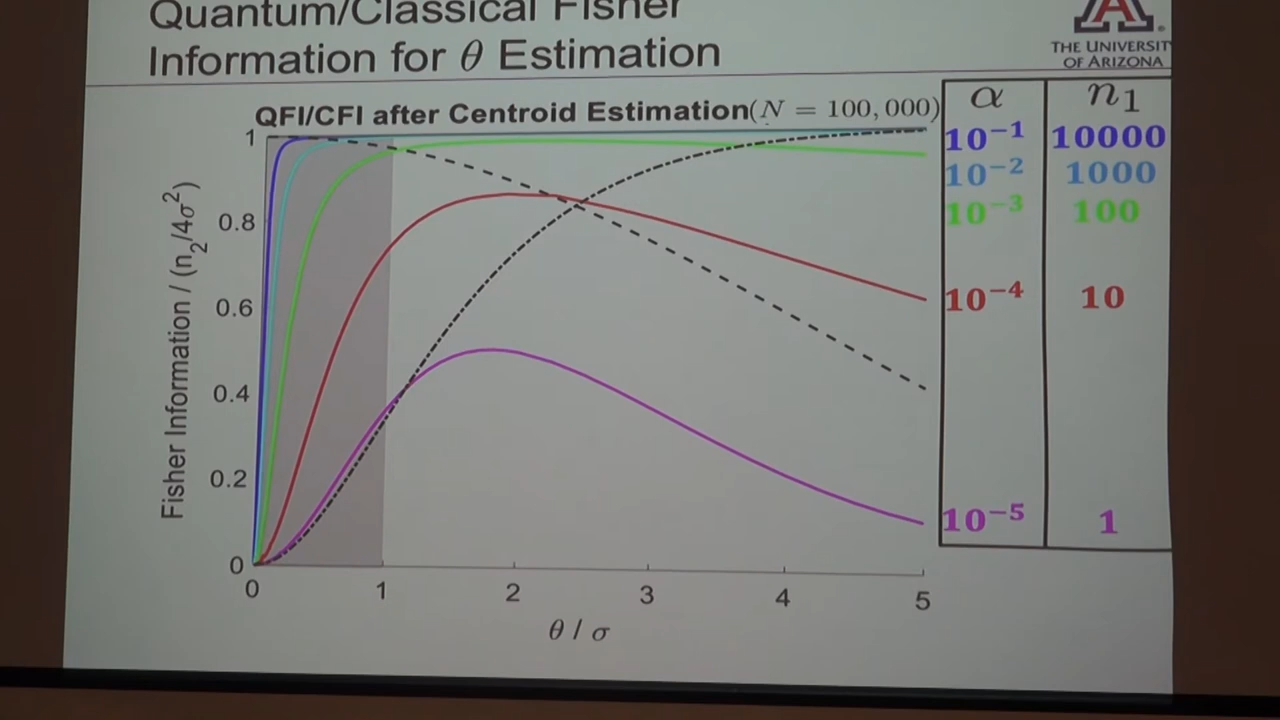 Quantum/Classical Fisher
Information for θ Estimation
A
THE UNIVERSIT
OF ARIZONA
QFI/CFI after Centroid Estimation(N = 100,000)
α n₁
10⁻¹ 10000
10⁻² 1000
10⁻³ 100
10⁻⁴ 10
10⁻⁵ 1
Fisher Information / (n₂/4σ²)
1
0.8
0.6
0.4
0.2
0
0 1 2 3 4 5
θ / σ